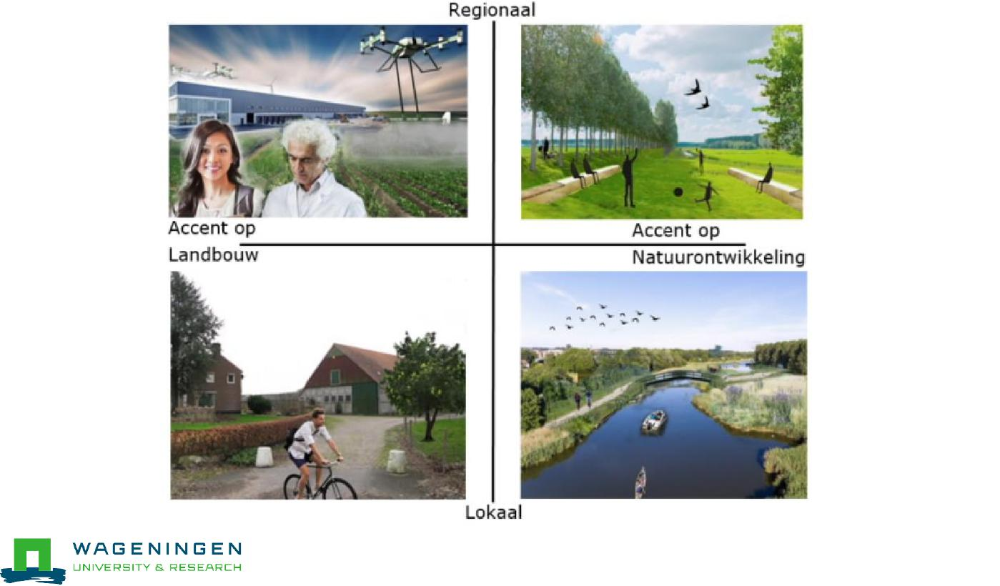 Regionaal
Accent op
Landbouw
Accent op
Natuurontwikkeling
Lokaal
WAGENINGEN
UNIVERSITY & RESEARCH